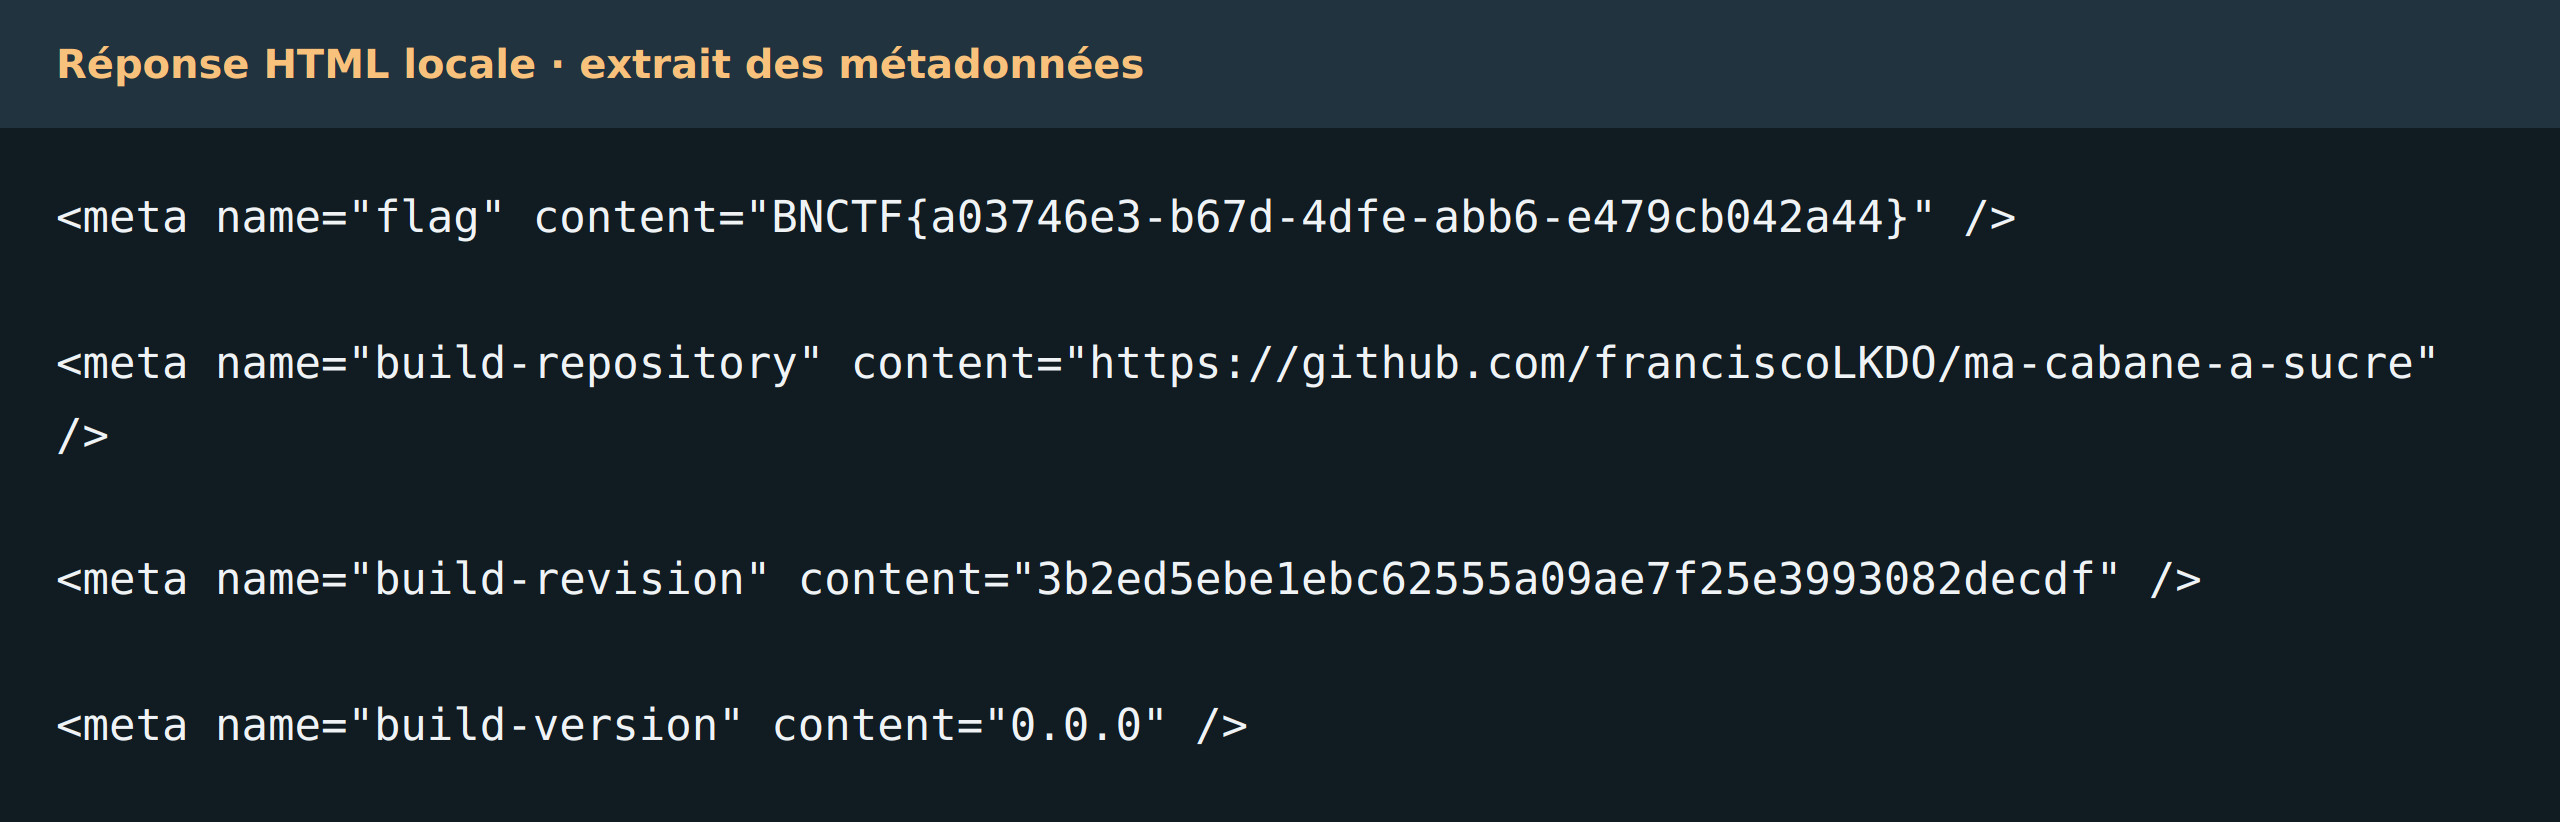 Réponse HTML locale · extrait des métadonnées
<meta name="flag" content="BNCTF{a03746e3-b67d-4dfe-abb6-e479cb042a44}" />
<meta name="build-repository" content="https://github.com/franciscoLKDO/ma-cabane-a-sucre"
/>
<meta name="build-revision" content="3b2ed5ebe1ebc62555a09ae7f25e3993082decdf" />
<meta name="build-version" content="0.0.0" />